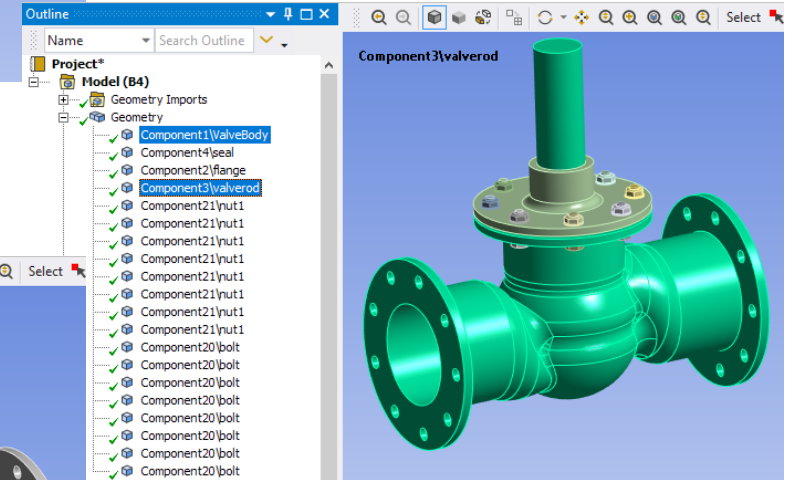 Outline
Name
Search Outline
Project*
Model (B4)
Geometry Imports
Geometry
Component1\ValveBody
Component4\seal
Component2\flange
Component3\valverod
Component21\nut1
Component21\nut1
Component21\nut1
Component21\nut1
Component21\nut1
Component21\nut1
Component21\nut1
Component21\nut1
Component20\bolt
Component20\bolt
Component20\bolt
Component20\bolt
Component20\bolt
Component20\bolt
Component20\bolt
Component20\bolt
Select
Select
Component3\valverod